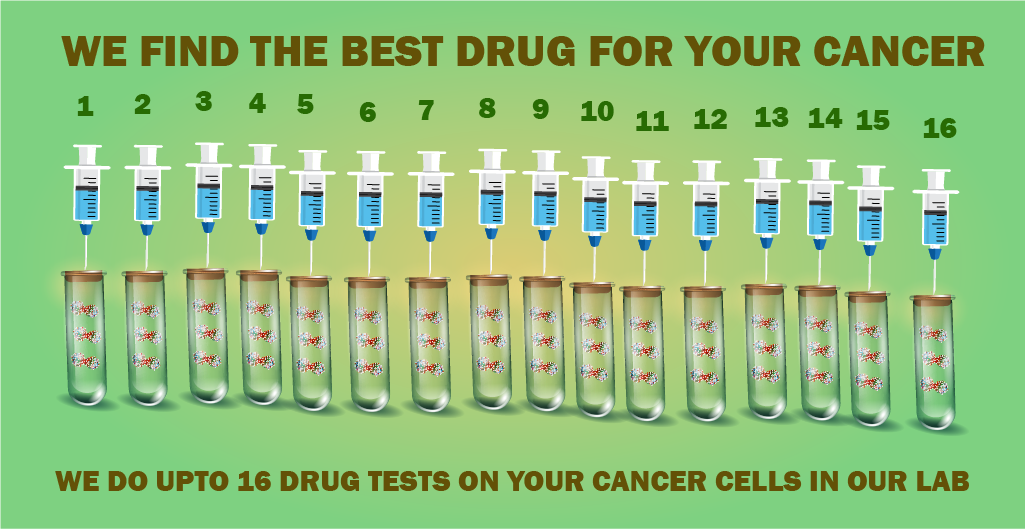 WE FIND THE BEST DRUG FOR YOUR CANCER
1 2 3 4 5 6 7 8 9 10 11 12 13 14 15 16
WE DO UPTO 16 DRUG TESTS ON YOUR CANCER CELLS IN OUR LAB